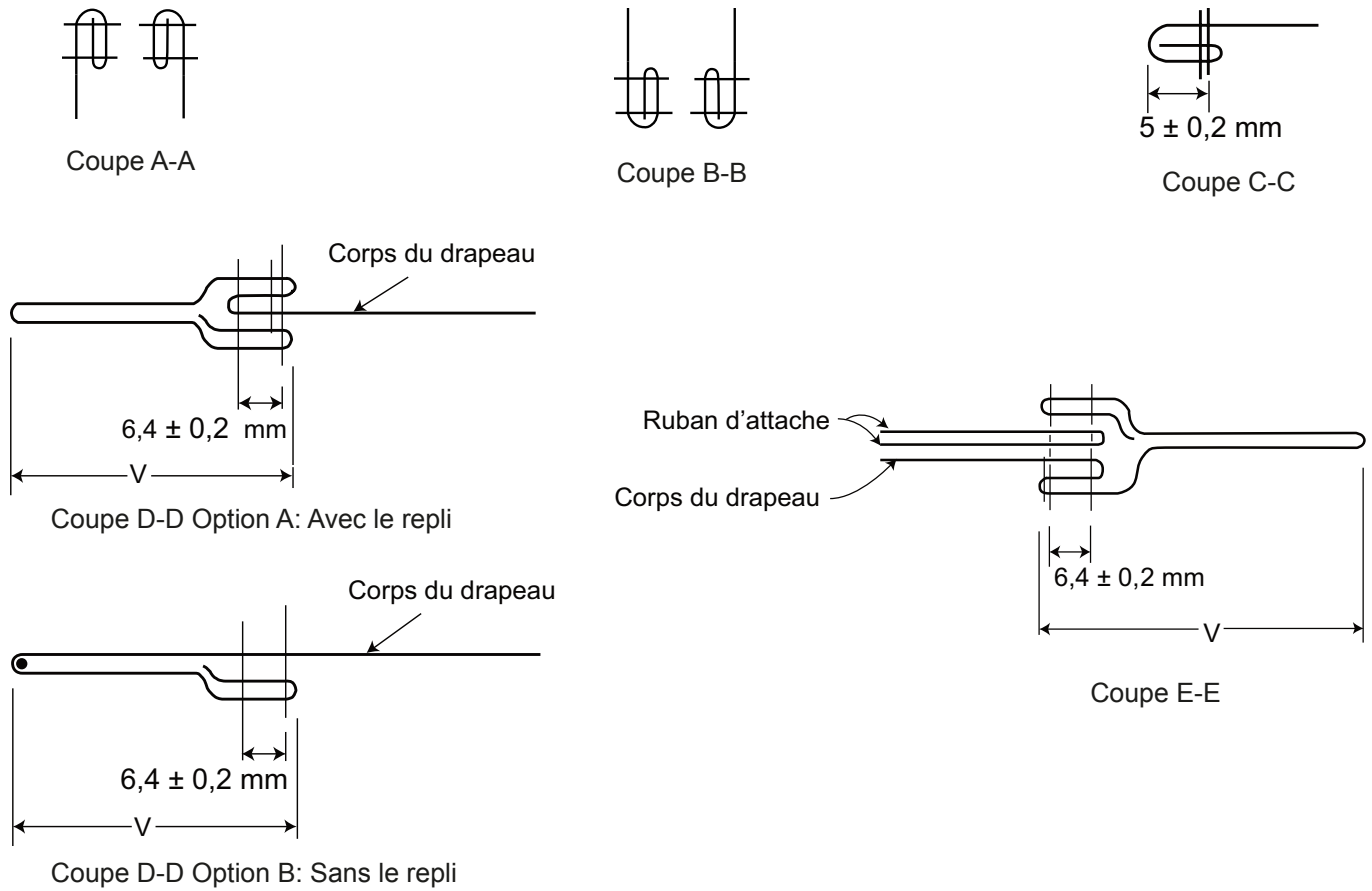 Coupe A-A
Coupe B-B
5 ± 0,2 mm
Coupe C-C
Corps du drapeau
6,4 ± 0,2 mm
V
Coupe D-D Option A: Avec le repli
Ruban d’attache
Corps du drapeau
6,4 ± 0,2 mm
V
Coupe E-E
Corps du drapeau
6,4 ± 0,2 mm
V
Coupe D-D Option B: Sans le repli